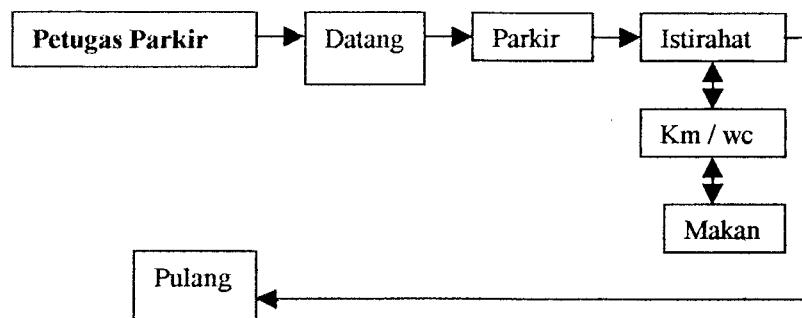 Petugas Parkir
Datang
Parkir
Istirahat
Km / wc
Makan
Pulang